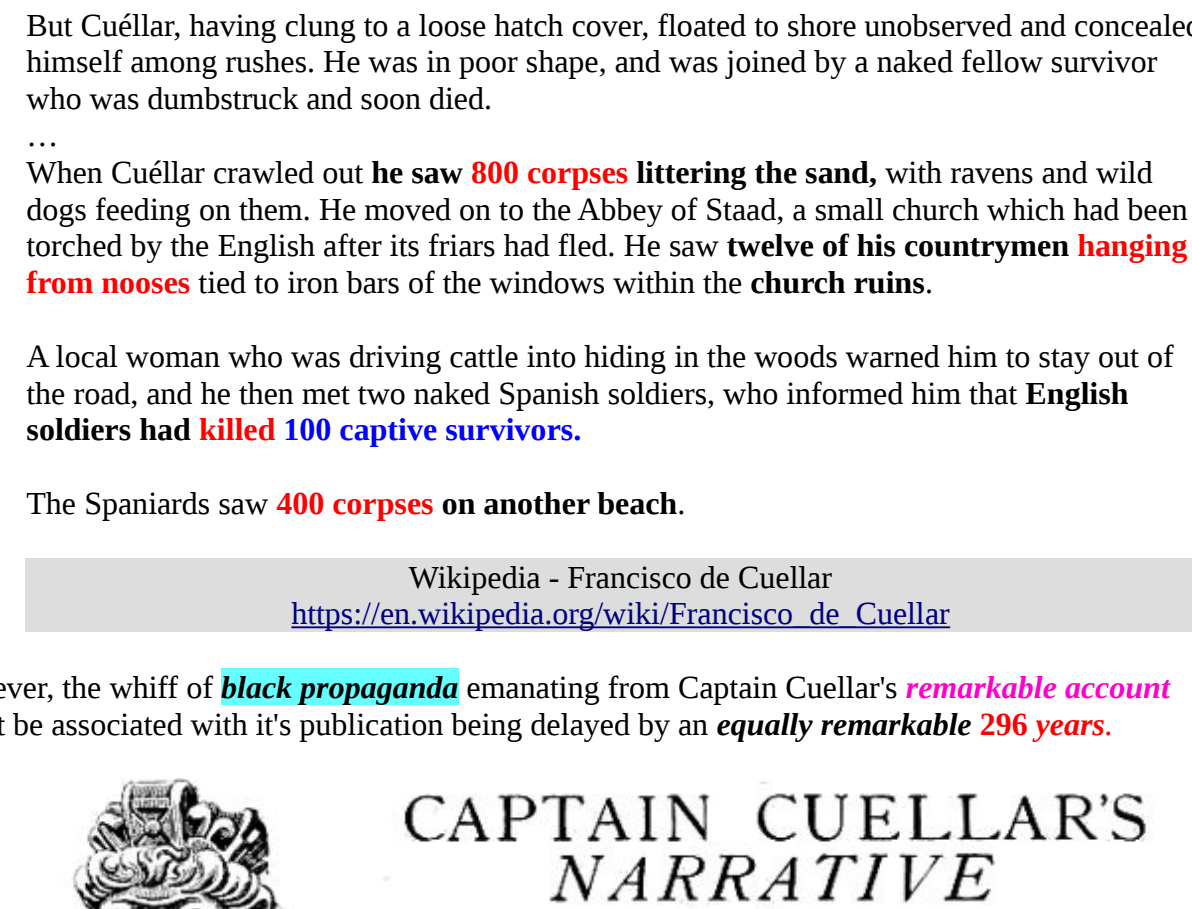 But Cuéllar, having clung to a loose hatch cover, floated to shore unobserved and concealed
himself among rushes. He was in poor shape, and was joined by a naked fellow survivor
who was dumbstruck and soon died.
…
When Cuéllar crawled out he saw 800 corpses littering the sand, with ravens and wild
dogs feeding on them. He moved on to the Abbey of Staad, a small church which had been
torched by the English after its friars had fled. He saw twelve of his countrymen hanging
from nooses tied to iron bars of the windows within the church ruins.
A local woman who was driving cattle into hiding in the woods warned him to stay out of
the road, and he then met two naked Spanish soldiers, who informed him that English
soldiers had killed 100 captive survivors.
The Spaniards saw 400 corpses on another beach.
Wikipedia - Francisco de Cuellar
https://en.wikipedia.org/wiki/Francisco_de_Cuellar
ever, the whiff of black propaganda emanating from Captain Cuellar's remarkable account
t be associated with it's publication being delayed by an equally remarkable 296 years.
CAPTAIN CUELLAR'S
NARRATIVE